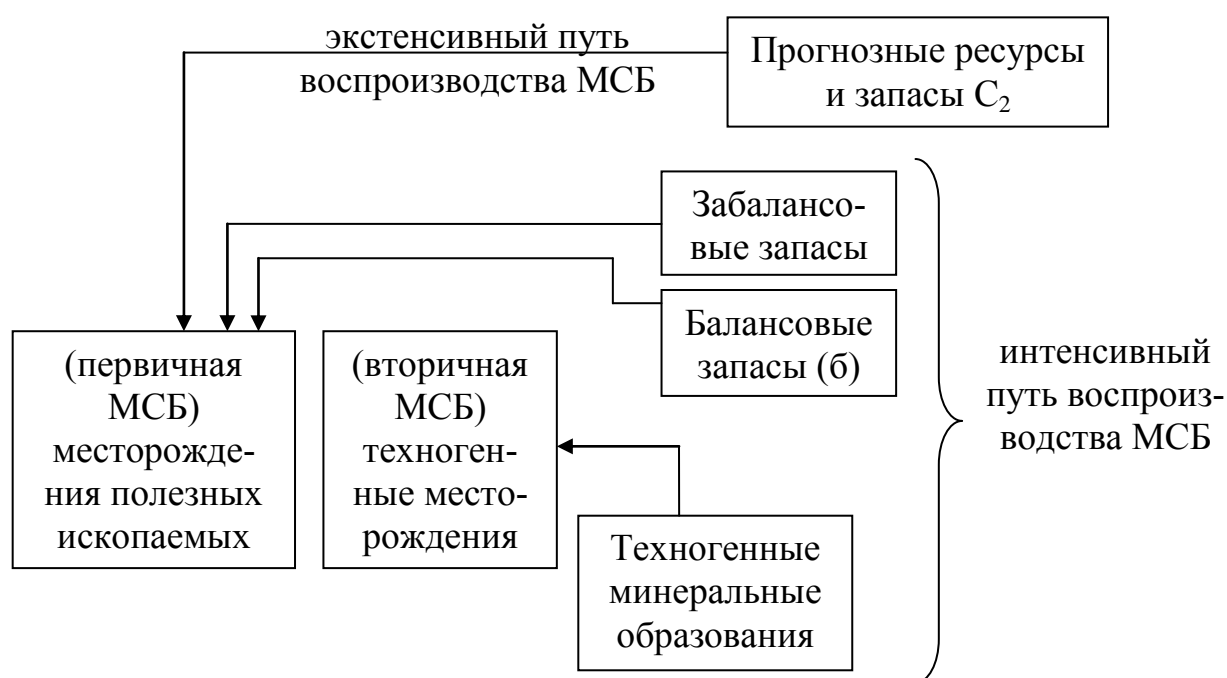 экстенсивный путь
воспроизводства МСБ
Прогнозные ресурсы
и запасы С₂
Забалансо-
вые запасы
Балансовые
запасы (б)
(первичная
МСБ)
месторожде-
ния полезных
ископаемых
(вторичная
МСБ)
техноген-
ные место-
рождения
Техногенные
минеральные
образования
интенсивный
путь воспроиз-
водства МСБ